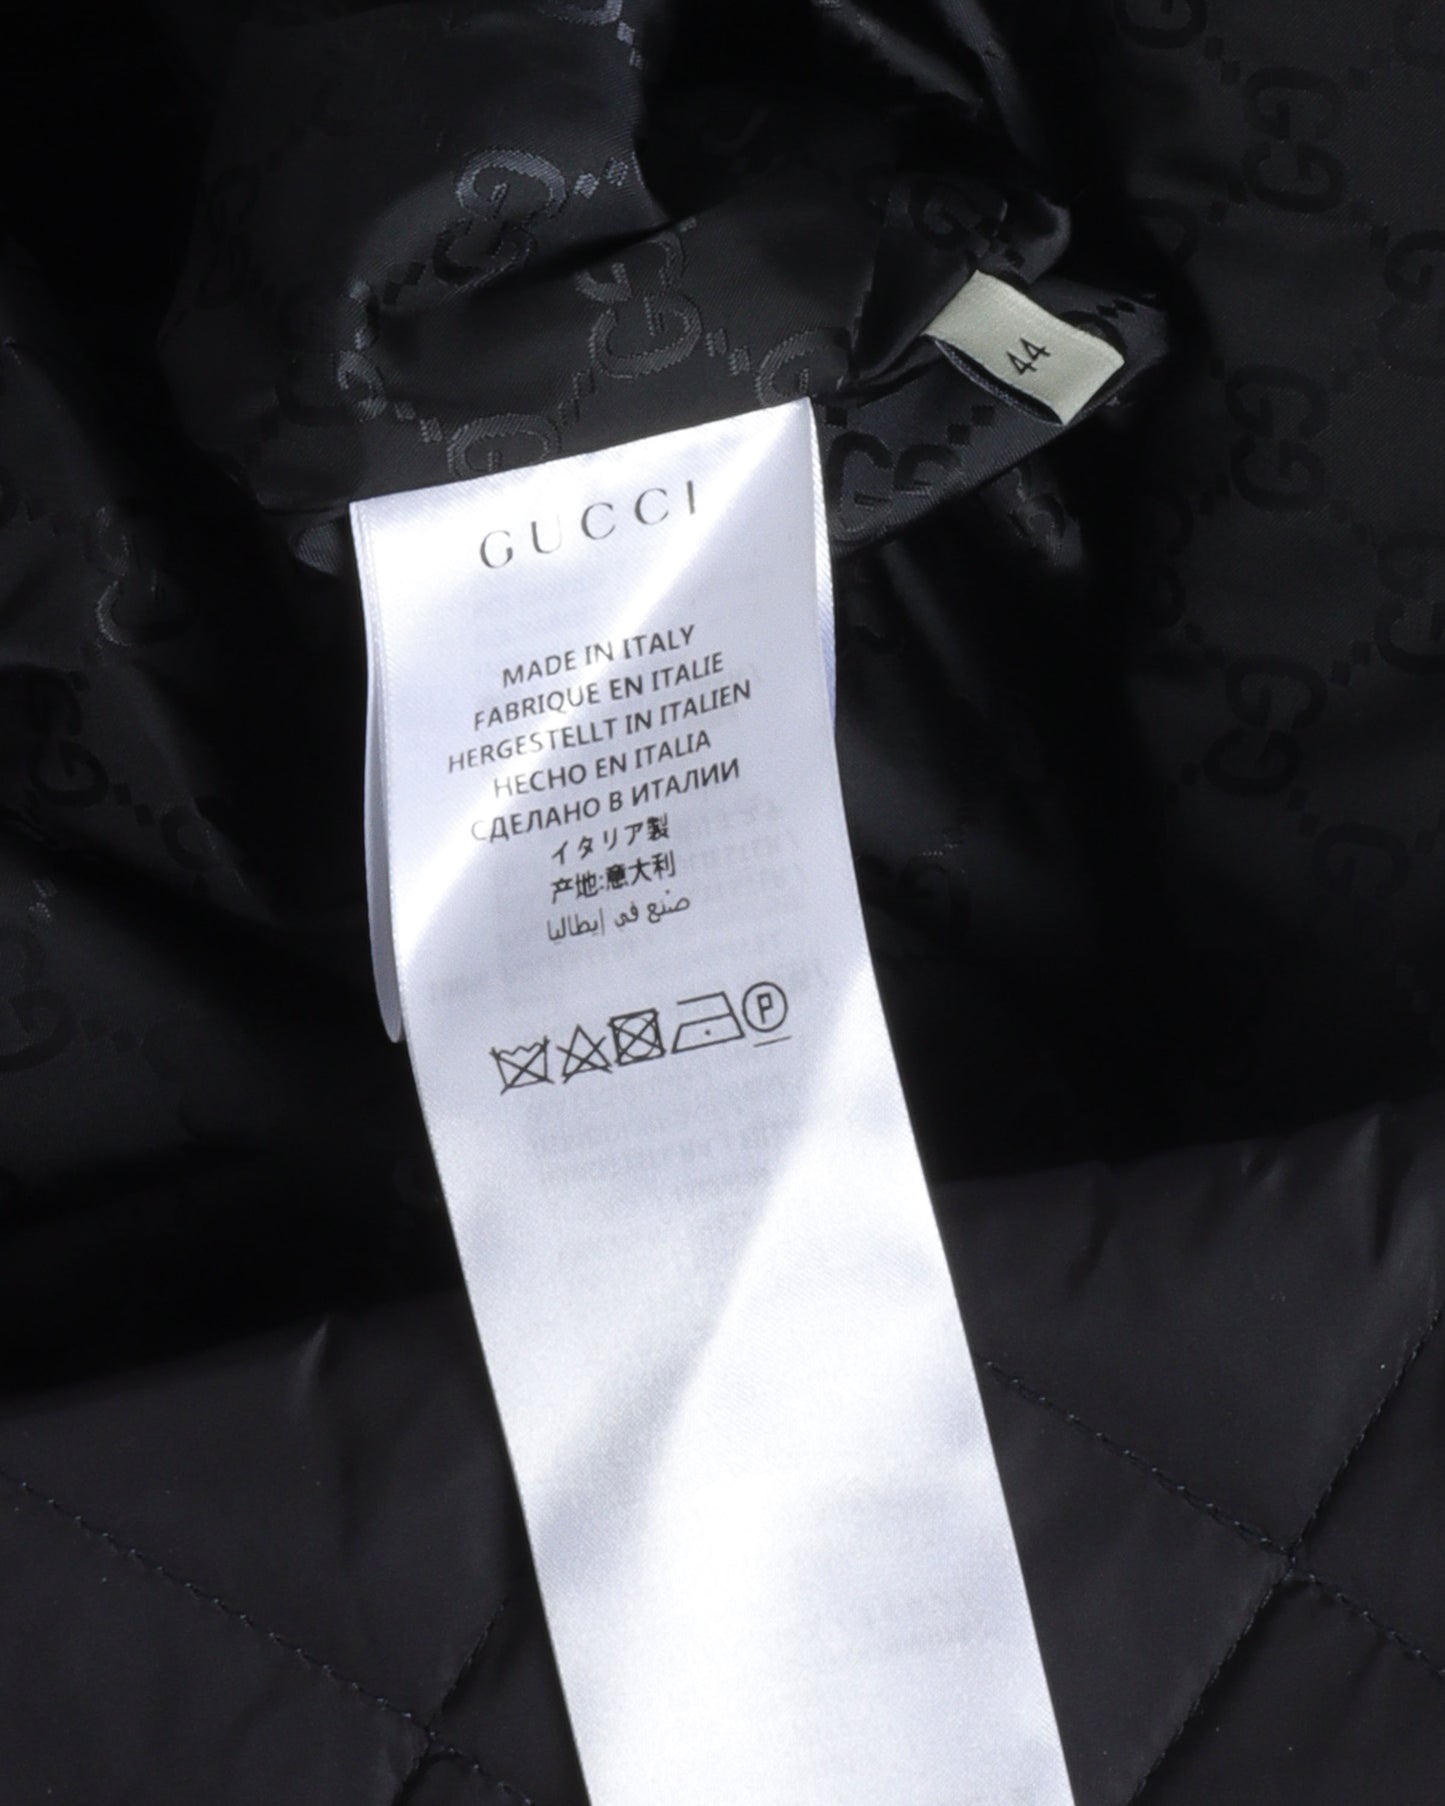 44
GUCCI
MADE IN ITALY
FABRIQUE EN ITALIE
HERGESTELLT IN ITALIEN
HECHO EN ITALIA
СДЕЛАНО В ИТАЛИИ
イタリア製
产地:意大利
صنع في إيطاليا
P